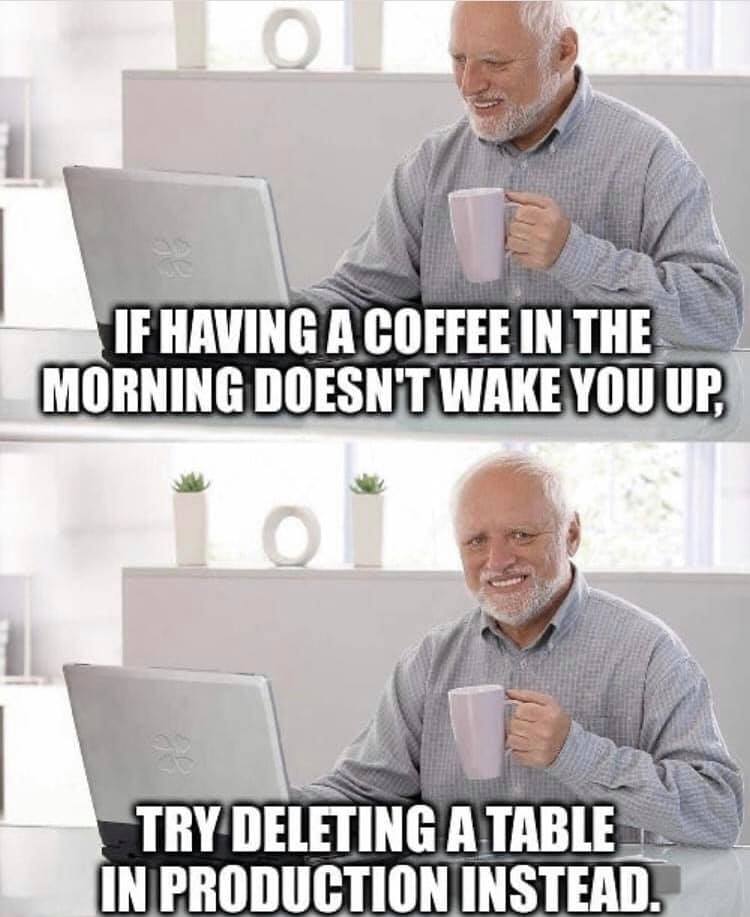 IF HAVING A COFFEE IN THE
MORNING DOESN'T WAKE YOU UP,
TRY DELETING A TABLE
IN PRODUCTION INSTEAD.